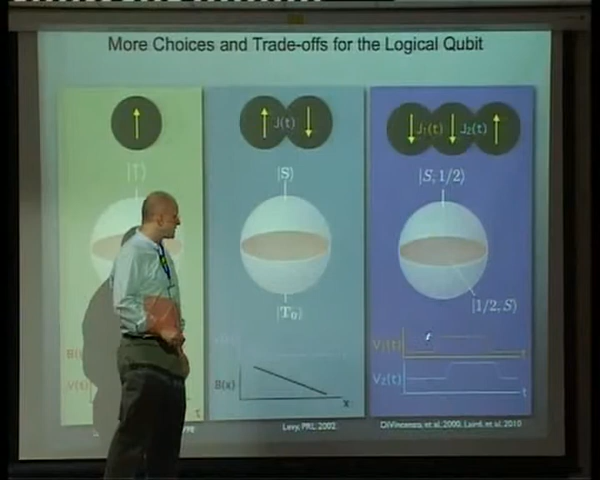 More Choices and Trade-offs for the Logical Qubit
J(t)
J₁(t) J₂(t)
|↑⟩
|S⟩
|S, 1/2⟩
|T₀⟩
|1/2, S⟩
V₁(t)
t
V₂(t)
t
B(x)
x
V(t)
τ
Levy, PRL 2002
DiVincenzo, et al. 2000, Laird, et al. 2010